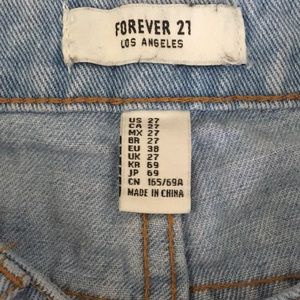 FOREVER 21
LOS ANGELES
US 27
CA 27
MX 27
BR 27
EU 38
UK 27
KR 69
JP 69
CN 165/69A
MADE IN CHINA